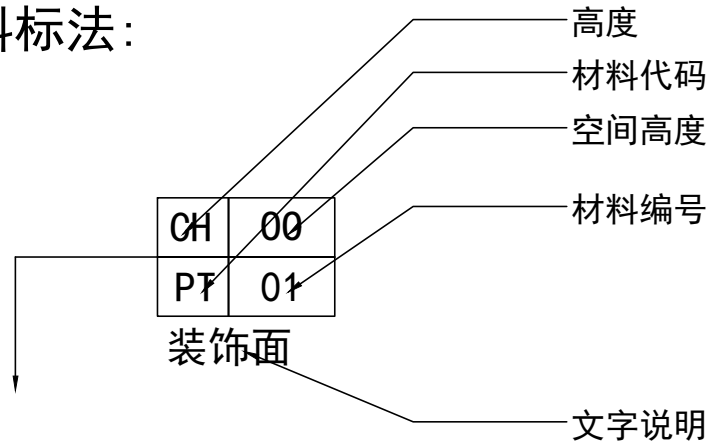 料标法:
高度
材料代码
空间高度
材料编号
CH 00
PT 01
装饰面
文字说明